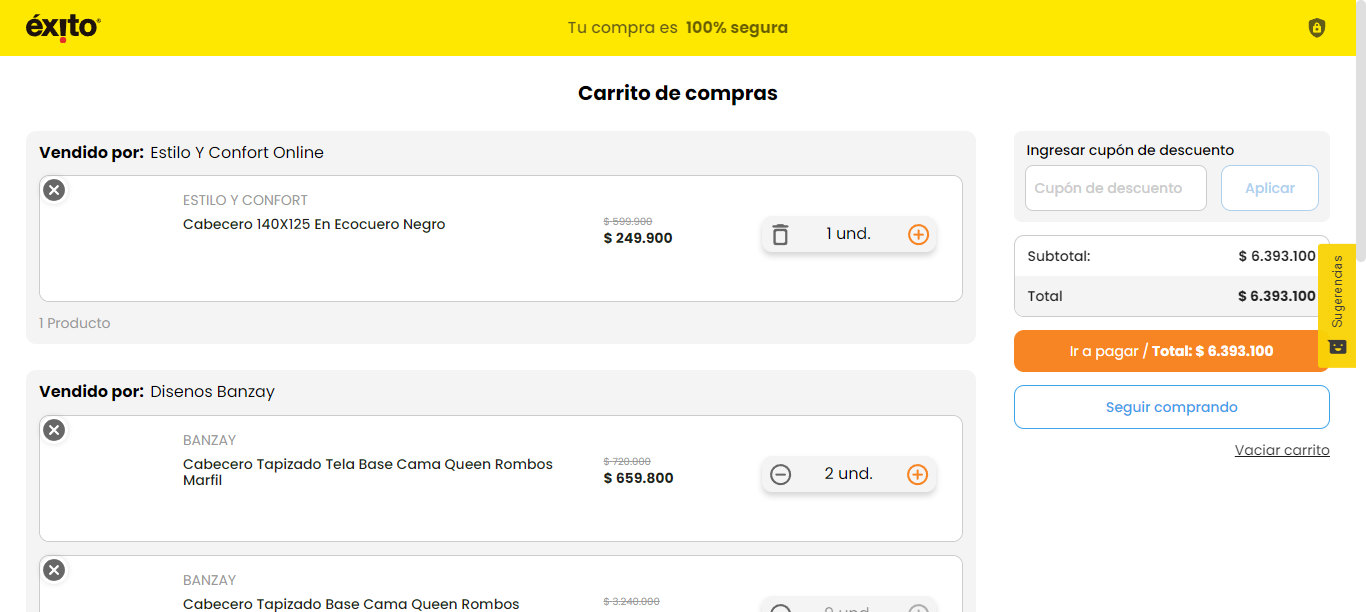 éxito
Tu compra es 100% segura
Carrito de compras
Vendido por: Estilo Y Confort Online
ESTILO Y CONFORT
Cabecero 140X125 En Ecocuero Negro
$ 599.900
$ 249.900
1 und.
1 Producto
Vendido por: Disenos Banzay
BANZAY
Cabecero Tapizado Tela Base Cama Queen Rombos
Marfil
$ 720.000
$ 659.800
2 und.
BANZAY
Cabecero Tapizado Base Cama Queen Rombos
$ 3.240.000
und.
Ingresar cupón de descuento
Cupón de descuento
Aplicar
Subtotal: $ 6.393.100
Total $ 6.393.100
Ir a pagar / Total: $ 6.393.100
Seguir comprando
Vaciar carrito
Sugerencias